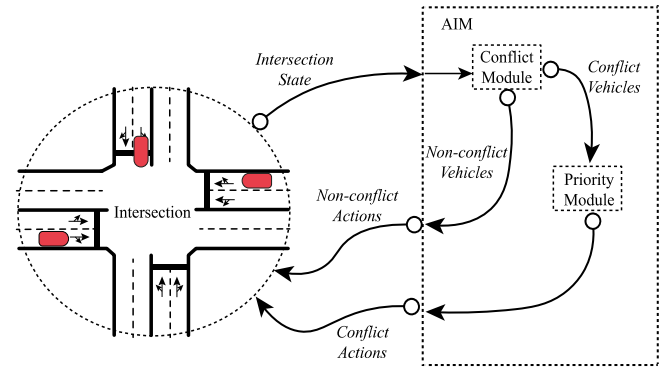 AIM
Intersection
State
Conflict
Module
Conflict
Vehicles
Non-conflict
Vehicles
Priority
Module
Intersection
Non-conflict
Actions
Conflict
Actions